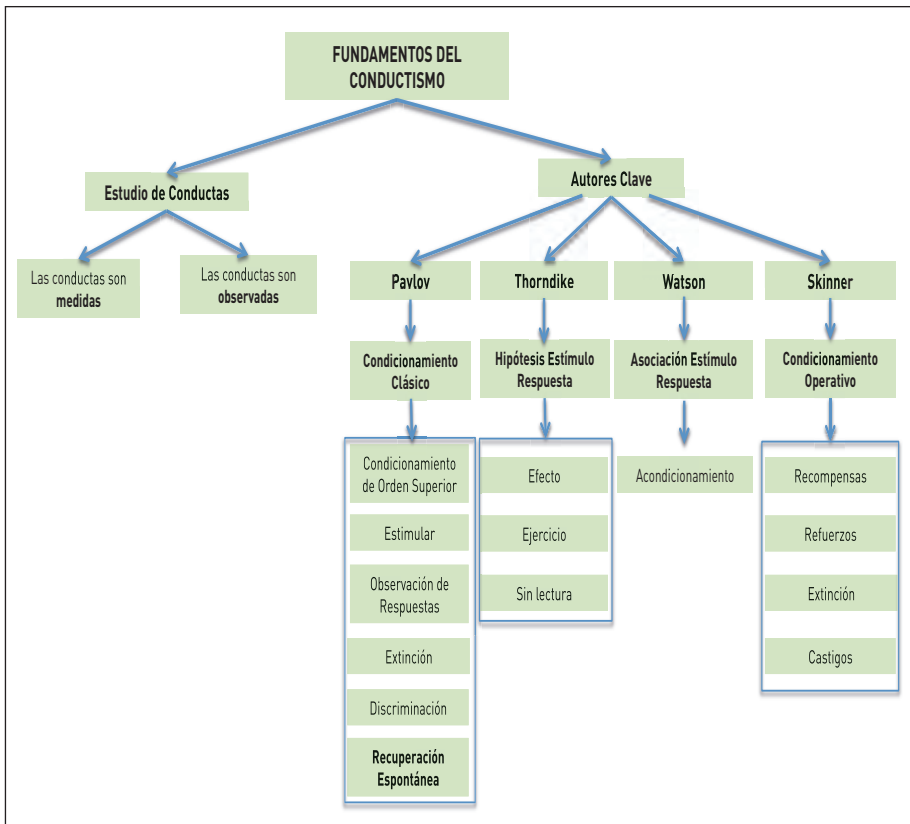 FUNDAMENTOS DEL
CONDUCTISMO
Estudio de Conductas
Autores Clave
Las conductas son
medidas
Las conductas son
observadas
Pavlov
Thorndike
Watson
Skinner
Condicionamiento
Clásico
Hipótesis Estímulo
Respuesta
Asociación Estímulo
Respuesta
Condicionamiento
Operativo
Condicionamiento
de Orden Superior
Estimular
Observación de
Respuestas
Extinción
Discriminación
Recuperación
Espontánea
Efecto
Ejercicio
Sin lectura
Acondicionamiento
Recompensas
Refuerzos
Extinción
Castigos